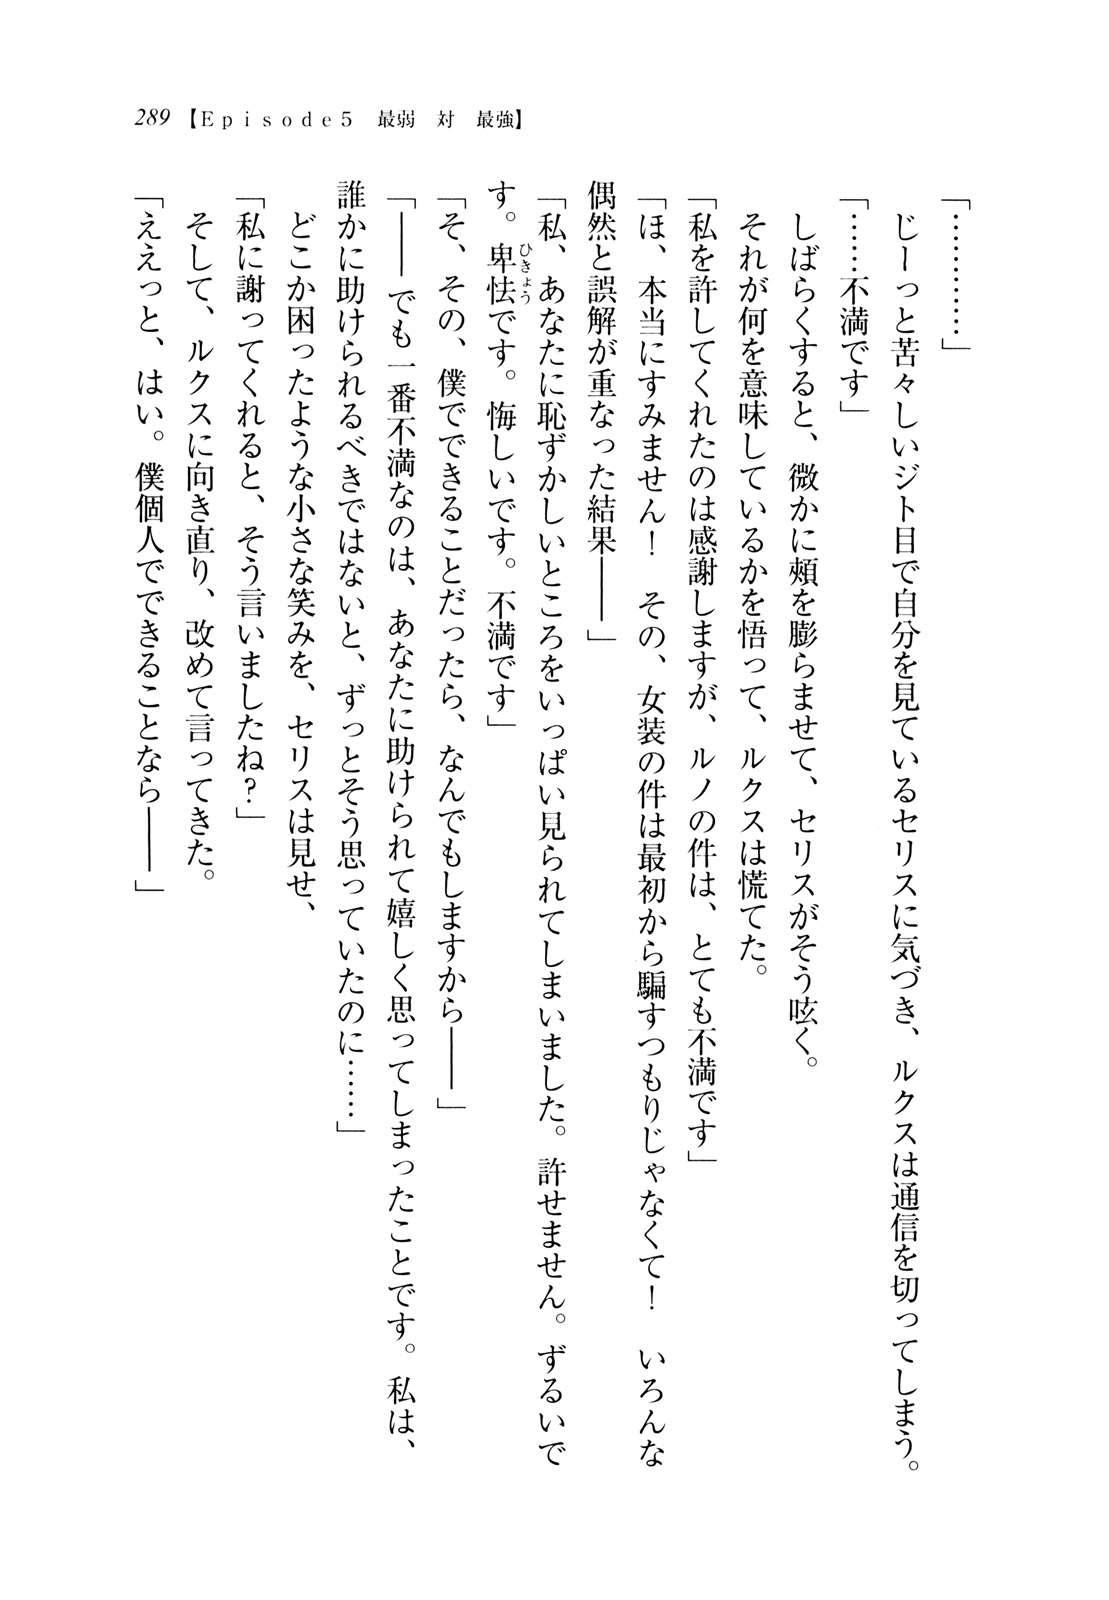 289【Ｅｐｉｓｏｄｅ５　最弱　対　最強】
「…………」
　じーっと苦々しいジト目で自分を見ているセリスに気づき、ルクスは通信を切ってしまう。
「……不満です」
　しばらくすると、微かに頬を膨らませて、セリスがそう呟く。
　それが何を意味しているかを悟って、ルクスは慌てた。
「私を許してくれたのは感謝しますが、ルノの件は、とても不満です」
「ほ、本当にすみません！　その、女装の件は最初から騙すつもりじゃなくて！　いろんな
偶然と誤解が重なった結果――」
「私、あなたに恥ずかしいところをいっぱい見られてしまいました。許せません。ずるいで
す。卑怯（ひきょう）です。悔しいです。不満です」
「そ、その、僕でできることだったら、なんでもしますから――」
「――でも一番不満なのは、あなたに助けられて嬉しく思ってしまったことです。私は、
誰かに助けられるべきではないと、ずっとそう思っていたのに……」
　どこか困ったような小さな笑みを、セリスは見せ、
「私に謝ってくれると、そう言いましたね？」
　そして、ルクスに向き直り、改めて言ってきた。
「ええっと、はい。僕個人でできることなら――」